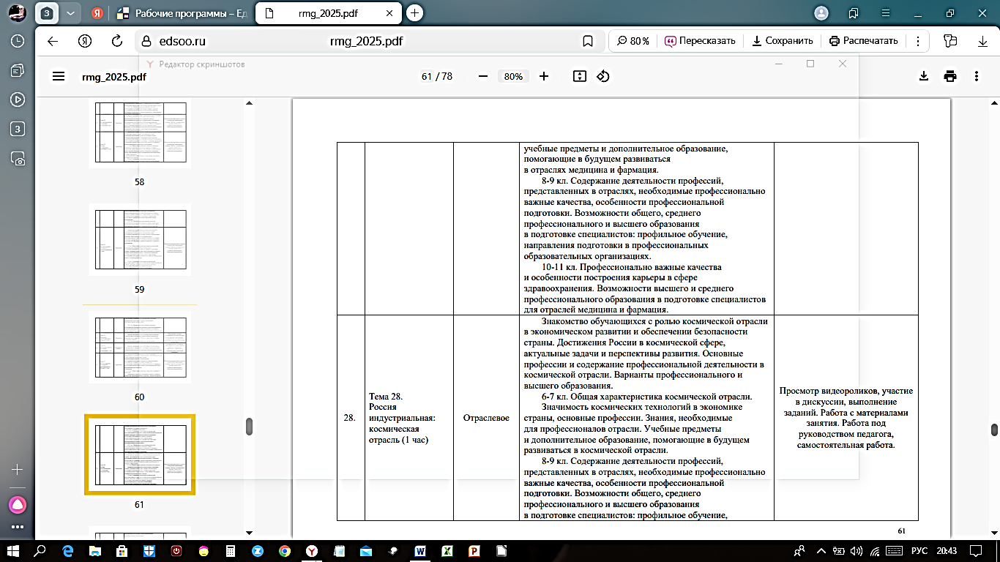 3
Рабочие программы – Ед
rmg_2025.pdf
edsoo.ru
rmg_2025.pdf
80%
Пересказать
Сохранить
Распечатать
Редактор скриншотов
rmg_2025.pdf
61 / 78
80%
3
58
59
60
61
учебные предметы и дополнительное образование,
помогающие в будущем развиваться
в отраслях медицина и фармация.
8-9 кл. Содержание деятельности профессий,
представленных в отраслях, необходимые профессионально
важные качества, особенности профессиональной
подготовки. Возможности общего, среднего
профессионального и высшего образования
в подготовке специалистов: профильное обучение,
направления подготовки в профессиональных
образовательных организациях.
10-11 кл. Профессионально важные качества
и особенности построения карьеры в сфере
здравоохранения. Возможности высшего и среднего
профессионального образования в подготовке специалистов
для отраслей медицина и фармация.
28.
Тема 28.
Россия
индустриальная:
космическая
отрасль (1 час)
Отраслевое
Знакомство обучающихся с ролью космической отрасли
в экономическом развитии и обеспечении безопасности
страны. Достижения России в космической сфере,
актуальные задачи и перспективы развития. Основные
профессии и содержание профессиональной деятельности в
космической отрасли. Варианты профессионального и
высшего образования.
6-7 кл. Общая характеристика космической отрасли.
Значимость космических технологий в экономике
страны, основные профессии. Знания, необходимые
для профессионалов отрасли. Учебные предметы
и дополнительное образование, помогающие в будущем
развиваться в космической отрасли.
8-9 кл. Содержание деятельности профессий,
представленных в отраслях, необходимые профессионально
важные качества, особенности профессиональной
подготовки. Возможности общего, среднего
профессионального и высшего образования
в подготовке специалистов: профильное обучение,
Просмотр видеороликов, участие
в дискуссии, выполнение
заданий. Работа с материалами
занятия. Работа под
руководством педагога,
самостоятельная работа.
61
РУС
20:43